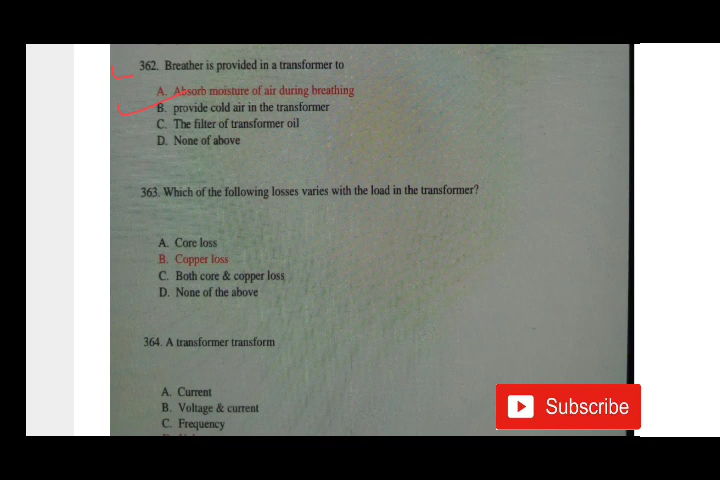 362. Breather is provided in a transformer to
A. Absorb moisture of air during breathing
B. provide cold air in the transformer
C. The filter of transformer oil
D. None of above
363. Which of the following losses varies with the load in the transformer?
A. Core loss
B. Copper loss
C. Both core & copper loss
D. None of the above
364. A transformer transform
A. Current
B. Voltage & current
C. Frequency
Subscribe